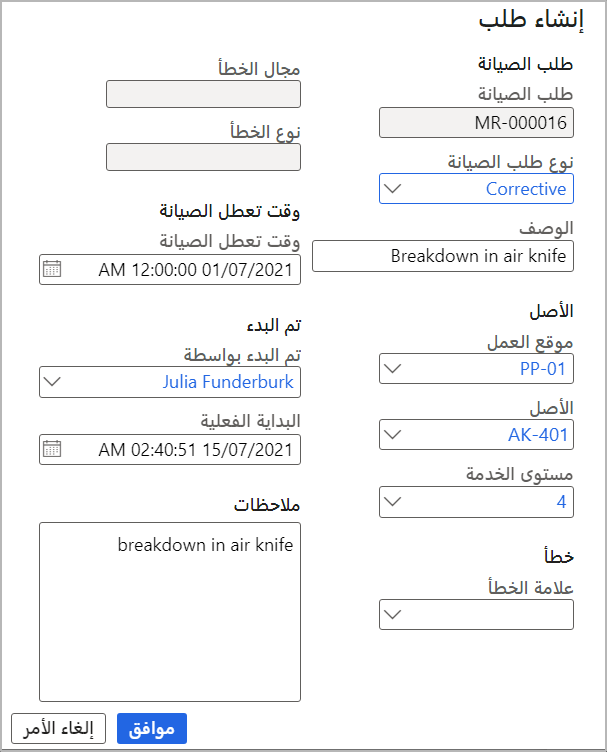 إنشاء طلب
طلب الصيانة
طلب الصيانة
MR-000016
نوع طلب الصيانة
Corrective
الوصف
Breakdown in air knife
الأصل
موقع العمل
PP-01
الأصل
AK-401
مستوى الخدمة
4
خطأ
علامة الخطأ
مجال الخطأ
نوع الخطأ
وقت تعطل الصيانة
وقت تعطل الصيانة
AM 12:00:00 01/07/2021
تم البدء
تم البدء بواسطة
Julia Funderburk
البداية الفعلية
AM 02:40:51 15/07/2021
ملاحظات
breakdown in air knife
موافق
إلغاء الأمر